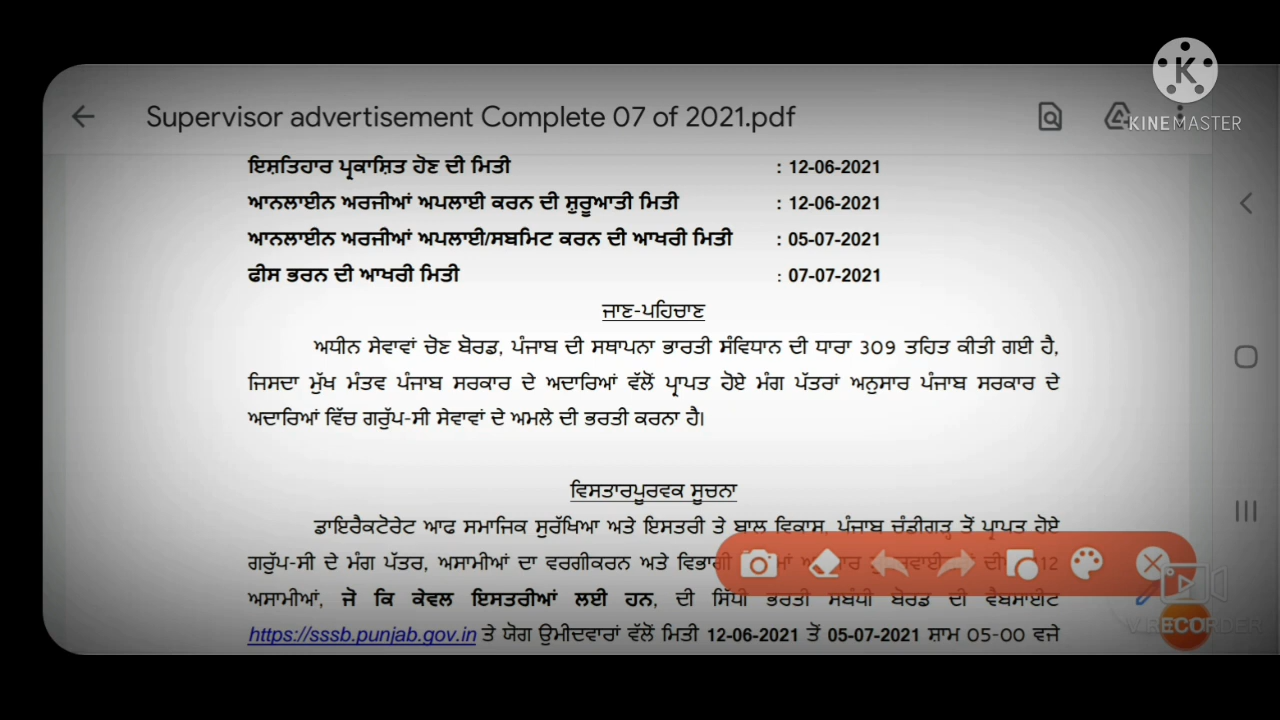 KINEMASTER
Supervisor advertisement Complete 07 of 2021.pdf
ਇਸ਼ਤਿਹਾਰ ਪ੍ਰਕਾਸ਼ਿਤ ਹੋਣ ਦੀ ਮਿਤੀ : 12-06-2021
ਆਨਲਾਈਨ ਅਰਜੀਆਂ ਅਪਲਾਈ ਕਰਨ ਦੀ ਸ਼ੁਰੂਆਤੀ ਮਿਤੀ : 12-06-2021
ਆਨਲਾਈਨ ਅਰਜੀਆਂ ਅਪਲਾਈ/ਸਬਮਿਟ ਕਰਨ ਦੀ ਆਖਰੀ ਮਿਤੀ : 05-07-2021
ਫੀਸ ਭਰਨ ਦੀ ਆਖਰੀ ਮਿਤੀ : 07-07-2021
ਜਾਣ-ਪਹਿਚਾਣ
ਅਧੀਨ ਸੇਵਾਵਾਂ ਚੋਣ ਬੋਰਡ, ਪੰਜਾਬ ਦੀ ਸਥਾਪਨਾ ਭਾਰਤੀ ਸੰਵਿਧਾਨ ਦੀ ਧਾਰਾ 309 ਤਹਿਤ ਕੀਤੀ ਗਈ ਹੈ,
ਜਿਸਦਾ ਮੁੱਖ ਮੰਤਵ ਪੰਜਾਬ ਸਰਕਾਰ ਦੇ ਅਦਾਰਿਆਂ ਵੱਲੋਂ ਪ੍ਰਾਪਤ ਹੋਏ ਮੰਗ ਪੱਤਰਾਂ ਅਨੁਸਾਰ ਪੰਜਾਬ ਸਰਕਾਰ ਦੇ
ਅਦਾਰਿਆਂ ਵਿੱਚ ਗਰੁੱਪ-ਸੀ ਸੇਵਾਵਾਂ ਦੇ ਅਮਲੇ ਦੀ ਭਰਤੀ ਕਰਨਾ ਹੈ।
ਵਿਸਤਾਰਪੂਰਵਕ ਸੂਚਨਾ
ਡਾਇਰੈਕਟੋਰੇਟ ਆਫ ਸਮਾਜਿਕ ਸੁਰੱਖਿਆ ਅਤੇ ਇਸਤਰੀ ਤੇ ਬਾਲ ਵਿਕਾਸ, ਪੰਜਾਬ ਚੰਡੀਗੜ੍ਹ ਤੋਂ ਪ੍ਰਾਪਤ ਹੋਏ
ਗਰੁੱਪ-ਸੀ ਦੇ ਮੰਗ ਪੱਤਰ, ਅਸਾਮੀਆਂ ਦਾ ਵਰਗੀਕਰਨ ਅਤੇ ਵਿਭਾਗੀ 12
ਅਸਾਮੀਆਂ, ਜੋ ਕਿ ਕੇਵਲ ਇਸਤਰੀਆਂ ਲਈ ਹਨ, ਦੀ ਸਿੱਧੀ ਭਰਤੀ ਸਬੰਧੀ ਬੋਰਡ ਦੀ ਵੈਬਸਾਈਟ
https://sssb.punjab.gov.in ਤੇ ਯੋਗ ਉਮੀਦਵਾਰਾਂ ਵੱਲੋਂ ਮਿਤੀ 12-06-2021 ਤੋਂ 05-07-2021 ਸ਼ਾਮ 05-00 ਵਜੇ
V.RECORDER